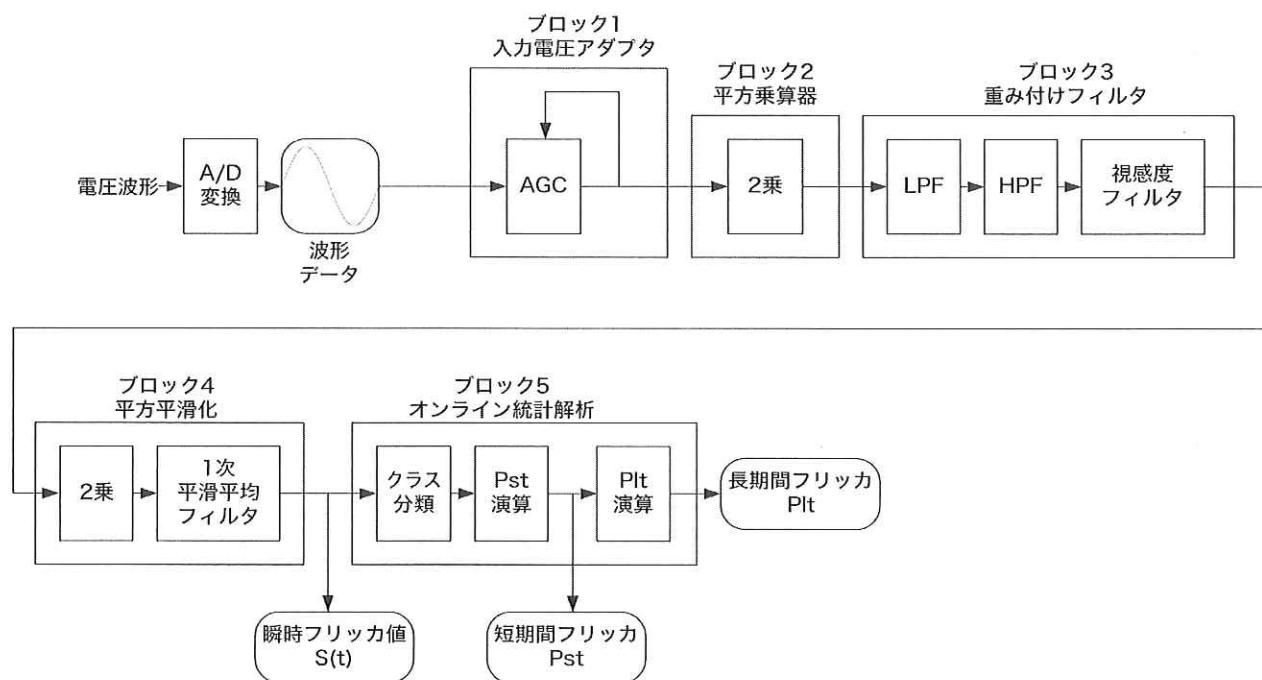 ブロック1
入力電圧アダプタ
ブロック2
平方乗算器
ブロック3
重み付けフィルタ
電圧波形
A/D
変換
波形
データ
AGC
2乗
LPF
HPF
視感度
フィルタ
ブロック4
平方平滑化
ブロック5
オンライン統計解析
2乗
1次
平滑平均
フィルタ
クラス
分類
Pst
演算
Plt
演算
長期間フリッカ
Plt
瞬時フリッカ値
S(t)
短期間フリッカ
Pst